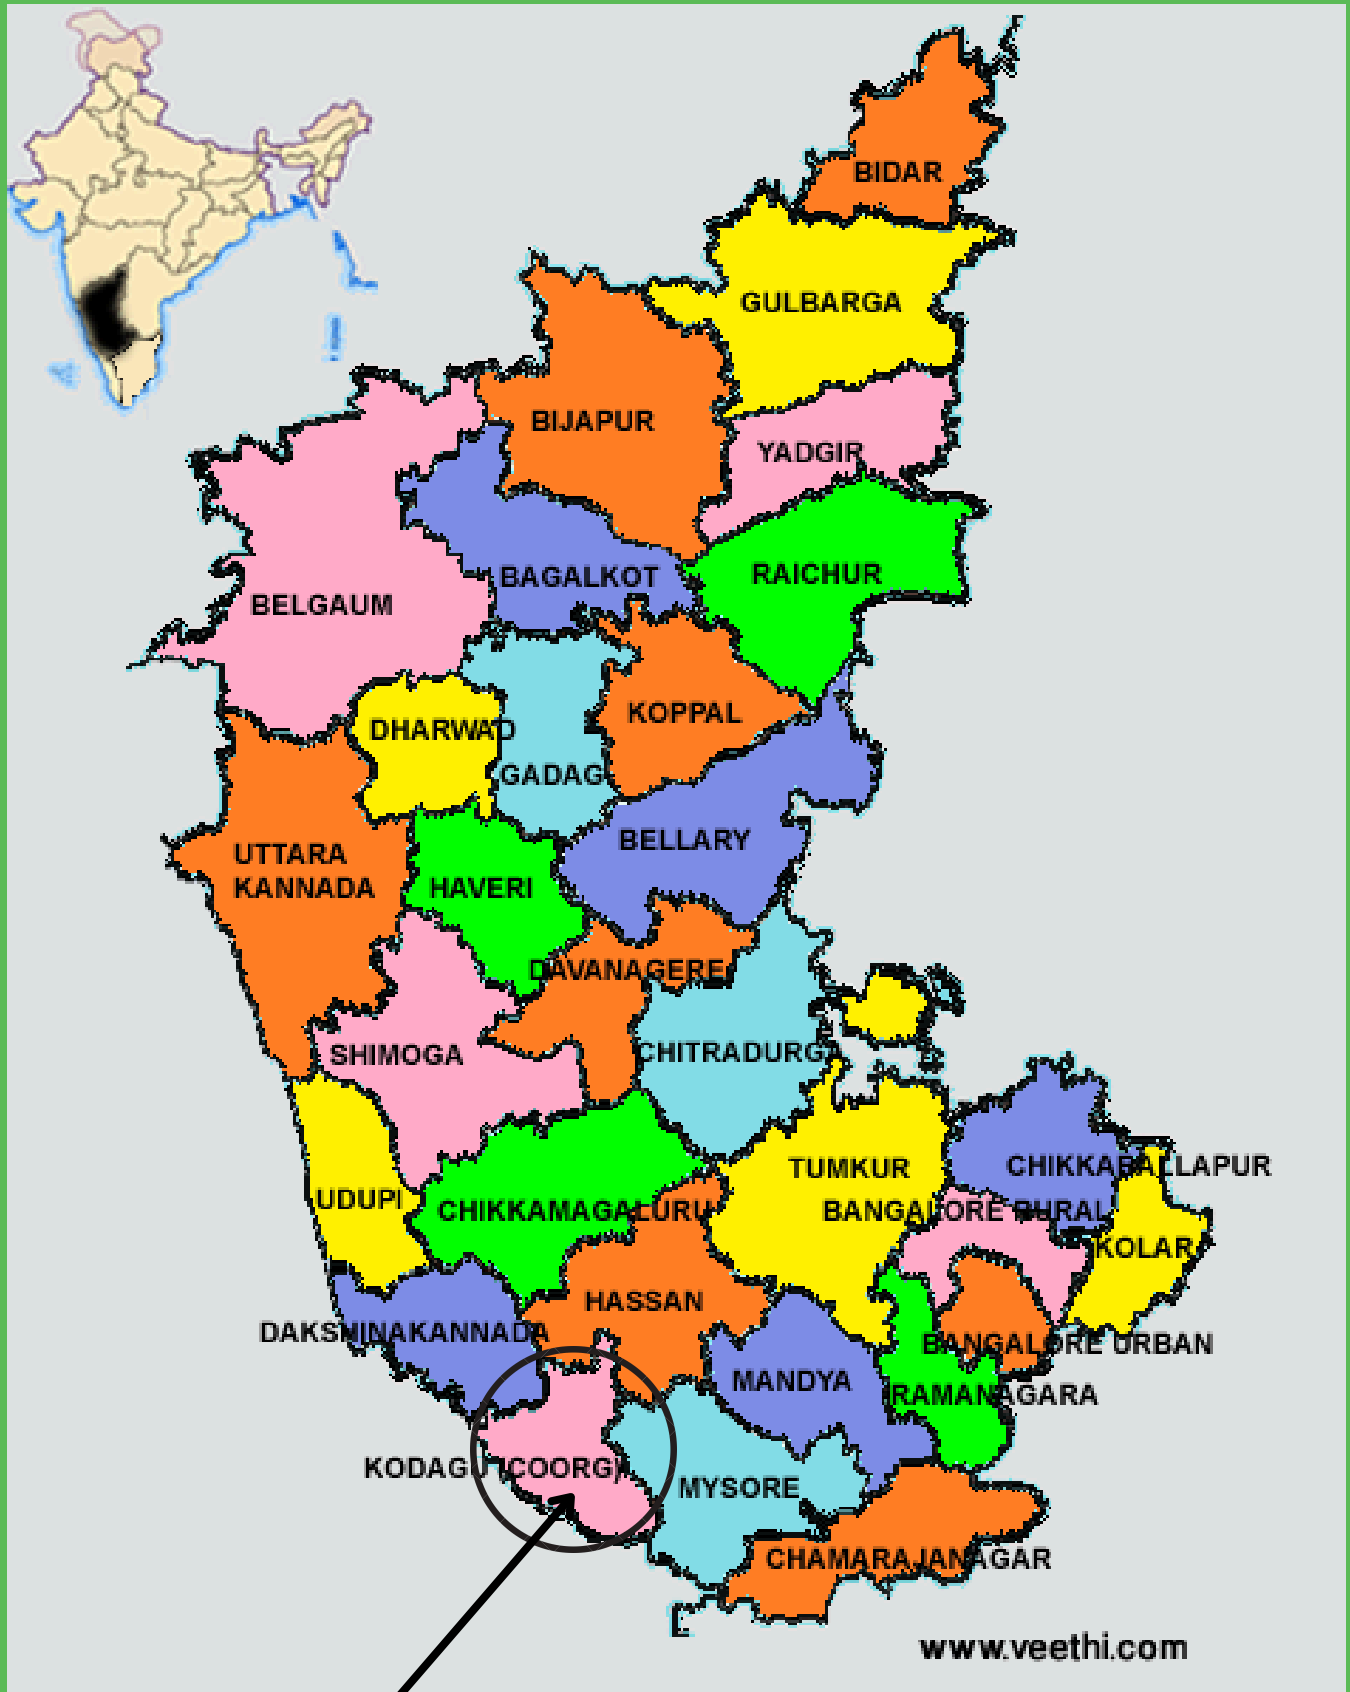 BIDAR
GULBARGA
BIJAPUR
YADGIR
BAGALKOT
RAICHUR
BELGAUM
KOPPAL
DHARWAD
GADAG
BELLARY
UTTARA
KANNADA
HAVERI
DAVANAGERE
SHIMOGA
CHITRADURGA
TUMKUR
CHIKKABALLAPUR
UDUPI
CHIKKAMAGALURU
BANGALORE RURAL
KOLAR
HASSAN
DAKSHINAKANNADA
BANGALORE URBAN
MANDYA
RAMANAGARA
KODAGU (COORG)
MYSORE
CHAMARAJANAGAR
www.veethi.com